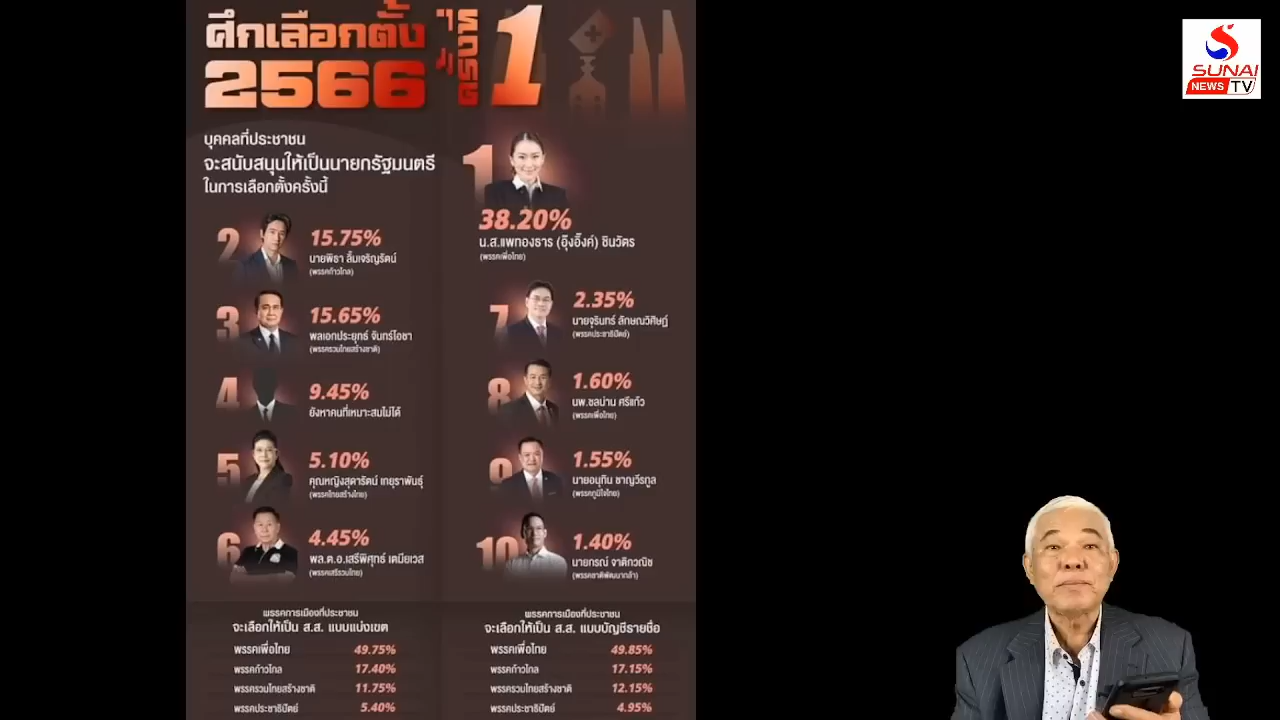 ศึกเลือกตั้ง
2566
ครั้งที่ 1
บุคคลที่ประชาชน
จะสนับสนุนให้เป็นนายกรัฐมนตรี
ในการเลือกตั้งครั้งนี้
1
38.20%
น.ส.แพทองธาร (อุ๊งอิ๊งค์) ชินวัตร
(พรรคเพื่อไทย)
2
15.75%
นายพิธา ลิ้มเจริญรัตน์
(พรรคก้าวไกล)
3
15.65%
พลเอกประยุทธ์ จันทร์โอชา
(พรรครวมไทยสร้างชาติ)
4
9.45%
ยังหาคนที่เหมาะสมไม่ได้
5
5.10%
คุณหญิงสุดารัตน์ เกยุราพันธุ์
(พรรคไทยสร้างไทย)
6
4.45%
พล.ต.อ.เสรีพิศุทธ์ เตมียเวส
(พรรคเสรีรวมไทย)
7
2.35%
นายจุรินทร์ ลักษณวิศิษฏ์
(พรรคประชาธิปัตย์)
8
1.60%
นพ.ชลน่าน ศรีแก้ว
(พรรคเพื่อไทย)
9
1.55%
นายอนุทิน ชาญวีรกูล
(พรรคภูมิใจไทย)
10
1.40%
นายกรณ์ จาติกวณิช
(พรรคชาติพัฒนากล้า)
พรรคการเมืองที่ประชาชน
จะเลือกให้เป็น ส.ส. แบบแบ่งเขต
พรรคเพื่อไทย 49.75%
พรรคก้าวไกล 17.40%
พรรครวมไทยสร้างชาติ 11.75%
พรรคประชาธิปัตย์ 5.40%
พรรคการเมืองที่ประชาชน
จะเลือกให้เป็น ส.ส. แบบบัญชีรายชื่อ
พรรคเพื่อไทย 49.85%
พรรคก้าวไกล 17.15%
พรรครวมไทยสร้างชาติ 12.15%
พรรคประชาธิปัตย์ 4.95%
SUNAI
NEWS TV